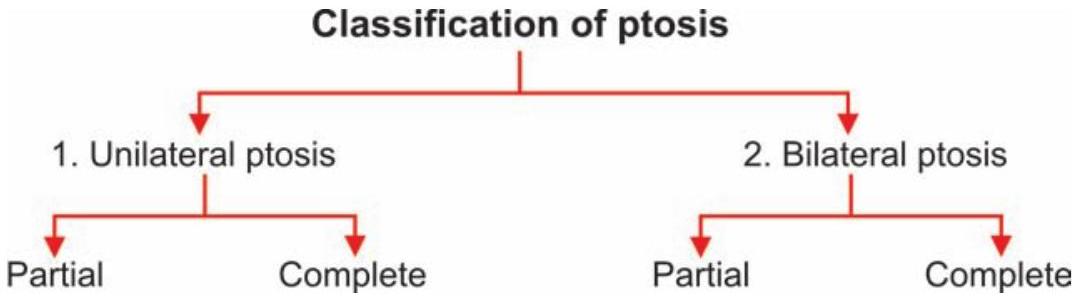 Classification of ptosis
1. Unilateral ptosis 2. Bilateral ptosis
Partial Complete Partial Complete